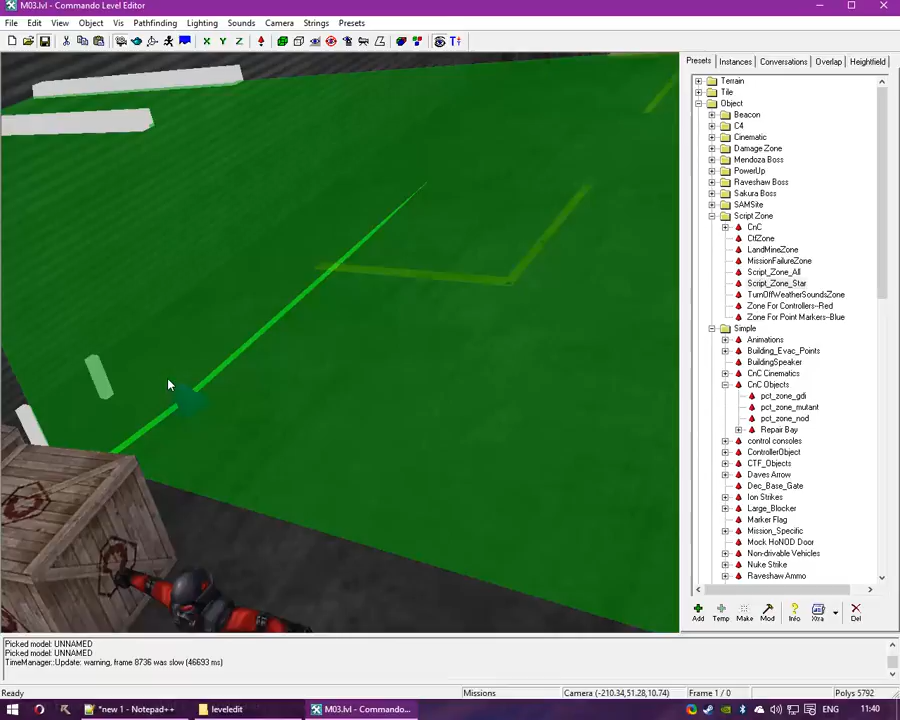 M03.lvl - Commando Level Editor
File Edit View Object Vis Pathfinding Lighting Sounds Camera Strings Presets
X Y Z
Presets Instances Conversations Overlap Heightfield
Terrain
Tile
Object
Beacon
C4
Cinematic
Damage Zone
Mendoza Boss
PowerUp
Raveshaw Boss
Sakura Boss
SAMSite
Script Zone
CnC
CtfZone
LandMineZone
MissionFailureZone
Script_Zone_All
Script_Zone_Star
TurnOffWeatherSoundsZone
Zone For Controllers--Red
Zone For Point Markers--Blue
Simple
Animations
Building_Evac_Points
BuildingSpeaker
CnC Cinematics
CnC Objects
pct_zone_gdi
pct_zone_mutant
pct_zone_nod
Repair Bay
control consoles
ControllerObject
CTF_Objects
Daves Arrow
Dec_Base_Gate
Ion Strikes
Large_Blocker
Marker Flag
Mission_Specific
Mock HoNOD Door
Non-drivable Vehicles
Nuke Strike
Raveshaw Ammo
Add Temp Make Mod Info Xtra Del
Picked model: UNNAMED
Picked model: UNNAMED
TimeManager::Update: warning, frame 8736 was slow (46693 ms)
Ready Missions Camera (-210.34,51.28,10.74) Frame 1 / 0 Polys 5792
*new 1 - Notepad++ leveledit M03.lvl - Commando... ENG 11:40